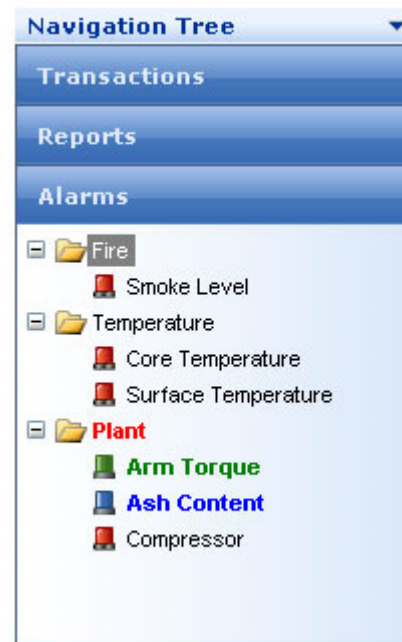 Navigation Tree
Transactions
Reports
Alarms
Fire
Smoke Level
Temperature
Core Temperature
Surface Temperature
Plant
Arm Torque
Ash Content
Compressor